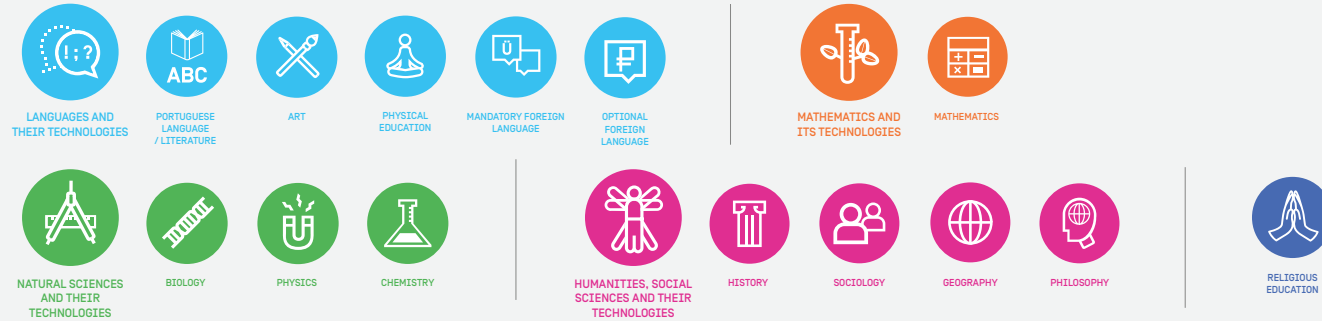 ! ; ?
ABC
Ü
LANGUAGES AND
THEIR TECHNOLOGIES
PORTUGUESE
LANGUAGE
/ LITERATURE
ART
PHYSICAL
EDUCATION
MANDATORY FOREIGN
LANGUAGE
OPTIONAL
FOREIGN
LANGUAGE
MATHEMATICS AND
ITS TECHNOLOGIES
MATHEMATICS
NATURAL SCIENCES
AND THEIR
TECHNOLOGIES
BIOLOGY
PHYSICS
CHEMISTRY
HUMANITIES, SOCIAL
SCIENCES AND THEIR
TECHNOLOGIES
HISTORY
SOCIOLOGY
GEOGRAPHY
PHILOSOPHY
RELIGIOUS
EDUCATION